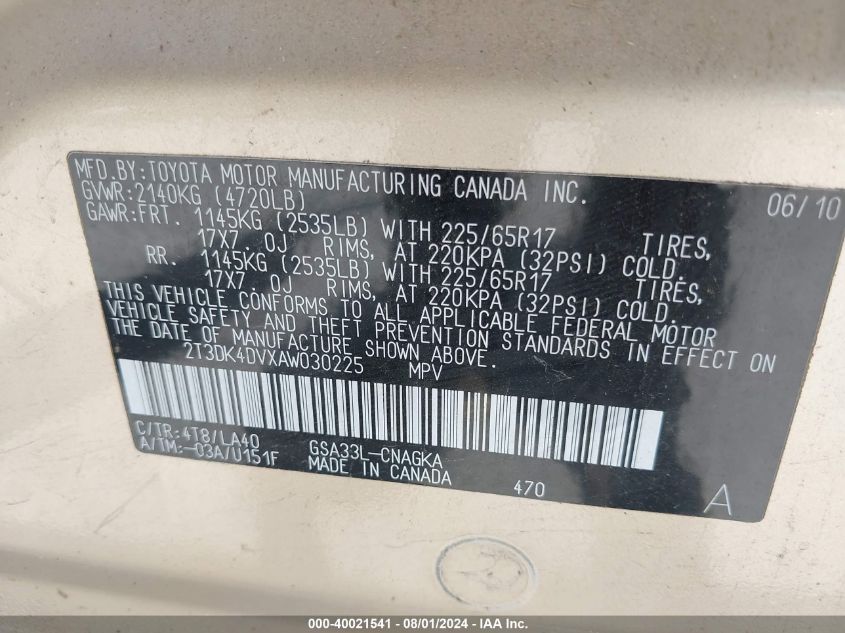 MFD.BY:TOYOTA MOTOR MANUFACTURING CANADA INC. 06/10
GVWR:2140KG (4720LB)
GAWR:FRT. 1145KG (2535LB) WITH 225/65R17 TIRES,
17X7.0J RIMS, AT 220KPA (32PSI) COLD.
RR. 1145KG (2535LB) WITH 225/65R17 TIRES,
17X7.0J RIMS, AT 220KPA (32PSI) COLD.
THIS VEHICLE CONFORMS TO ALL APPLICABLE FEDERAL MOTOR
VEHICLE SAFETY AND THEFT PREVENTION STANDARDS IN EFFECT ON
THE DATE OF MANUFACTURE SHOWN ABOVE.
2T3DK4DVXAW030225 MPV
C/TR:4T8/LA40 GSA33L-CNAGKA
A/TM:-03A/U151F MADE IN CANADA 470 A
000-40021541 - 08/01/2024 - IAA Inc.